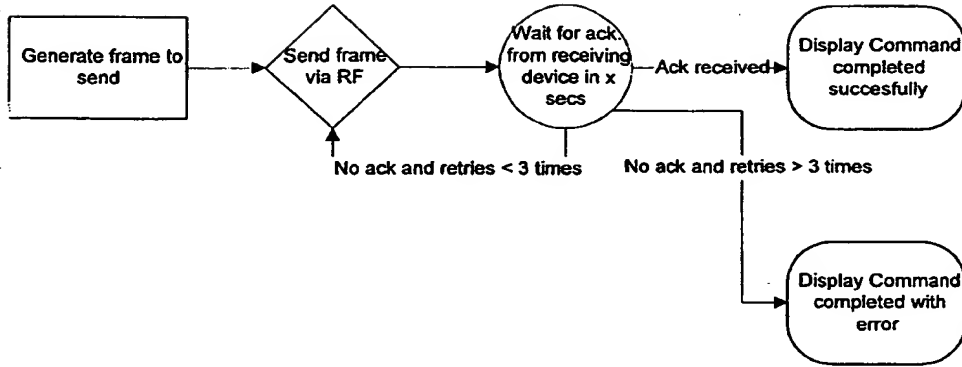 Generate frame to
send
Send frame
via RF
Wait for ack.
from receiving
device in x
secs
Ack received
Display Command
completed
succesfully
No ack and retries < 3 times
No ack and retries > 3 times
Display Command
completed with
error